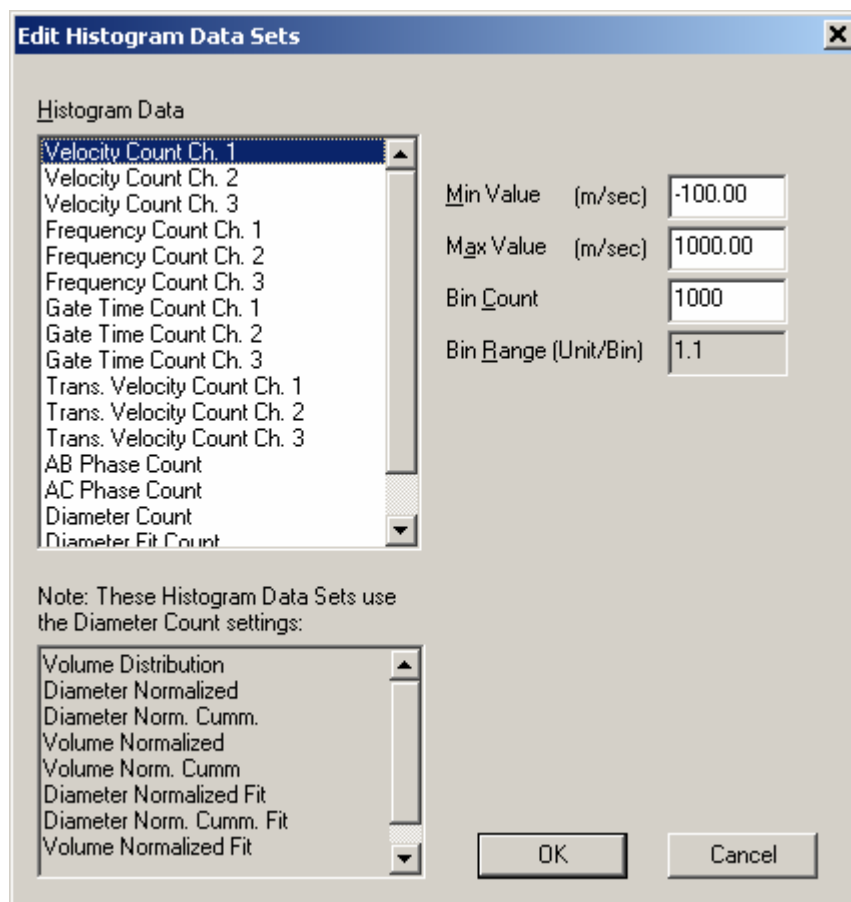 Edit Histogram Data Sets
Histogram Data
Velocity Count Ch. 1
Velocity Count Ch. 2
Velocity Count Ch. 3
Frequency Count Ch. 1
Frequency Count Ch. 2
Frequency Count Ch. 3
Gate Time Count Ch. 1
Gate Time Count Ch. 2
Gate Time Count Ch. 3
Trans. Velocity Count Ch. 1
Trans. Velocity Count Ch. 2
Trans. Velocity Count Ch. 3
AB Phase Count
AC Phase Count
Diameter Count
Diameter Fit Count
Min Value (m/sec) -100.00
Max Value (m/sec) 1000.00
Bin Count 1000
Bin Range (Unit/Bin) 1.1
Note: These Histogram Data Sets use
the Diameter Count settings:
Volume Distribution
Diameter Normalized
Diameter Norm. Cumm.
Volume Normalized
Volume Norm. Cumm
Diameter Normalized Fit
Diameter Norm. Cumm. Fit
Volume Normalized Fit
OK
Cancel